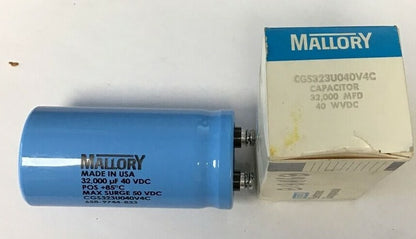 MALLORY
MADE IN USA
32,000 µF 40 VDC
POS +85°C
MAX SURGE 50 VDC
CGS323U040V4C
MALLORY
CGS323U040V4C
CAPACITOR
32,000 MFD
40 WVDC